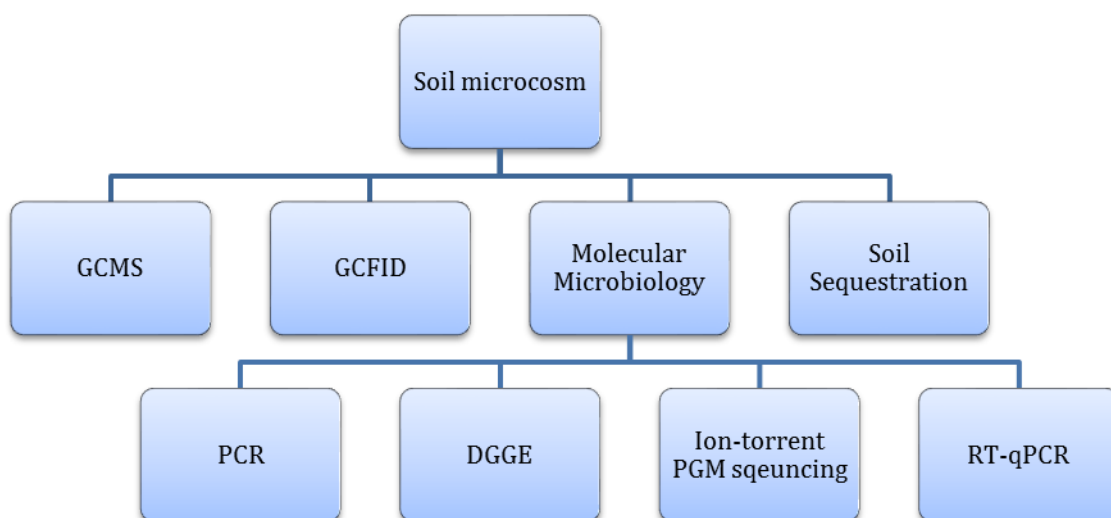 Soil microcosm
GCMS
GCFID
Molecular
Microbiology
Soil
Sequestration
PCR
DGGE
Ion-torrent
PGM sqeuncing
RT-qPCR